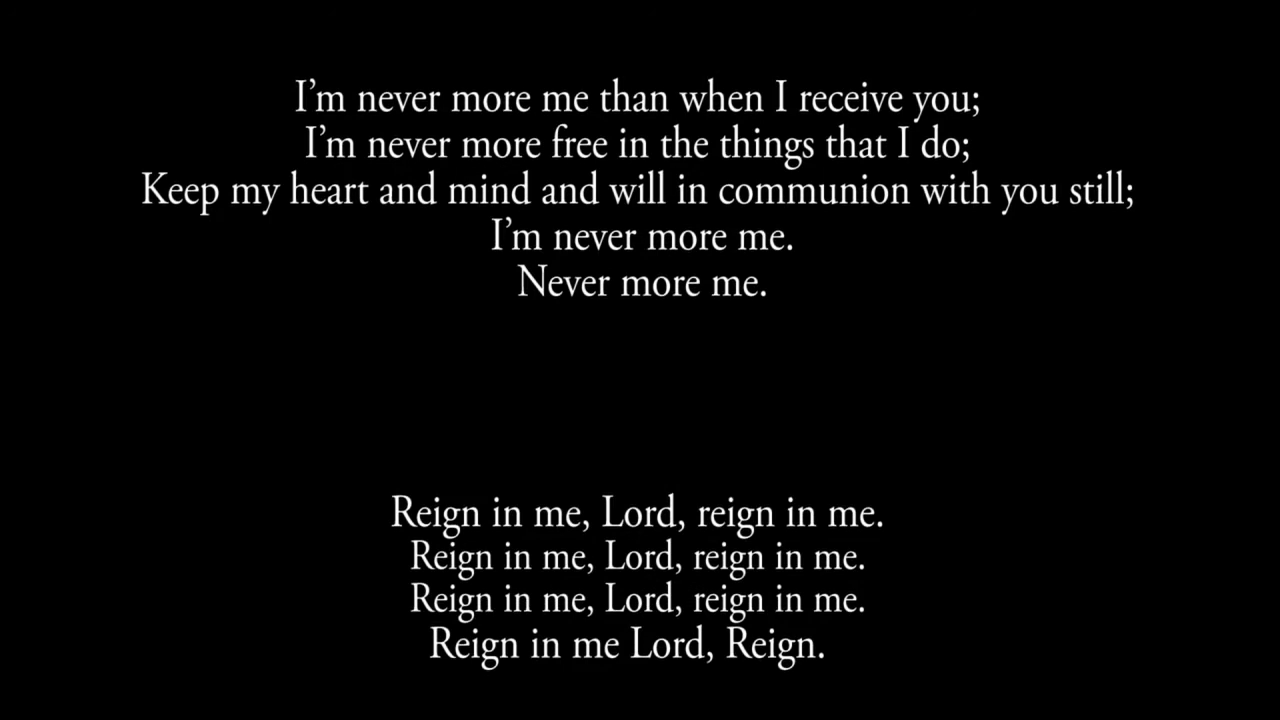 I’m never more me than when I receive you;
I’m never more free in the things that I do;
Keep my heart and mind and will in communion with you still;
I’m never more me.
Never more me.
Reign in me, Lord, reign in me.
Reign in me, Lord, reign in me.
Reign in me, Lord, reign in me.
Reign in me Lord, Reign.